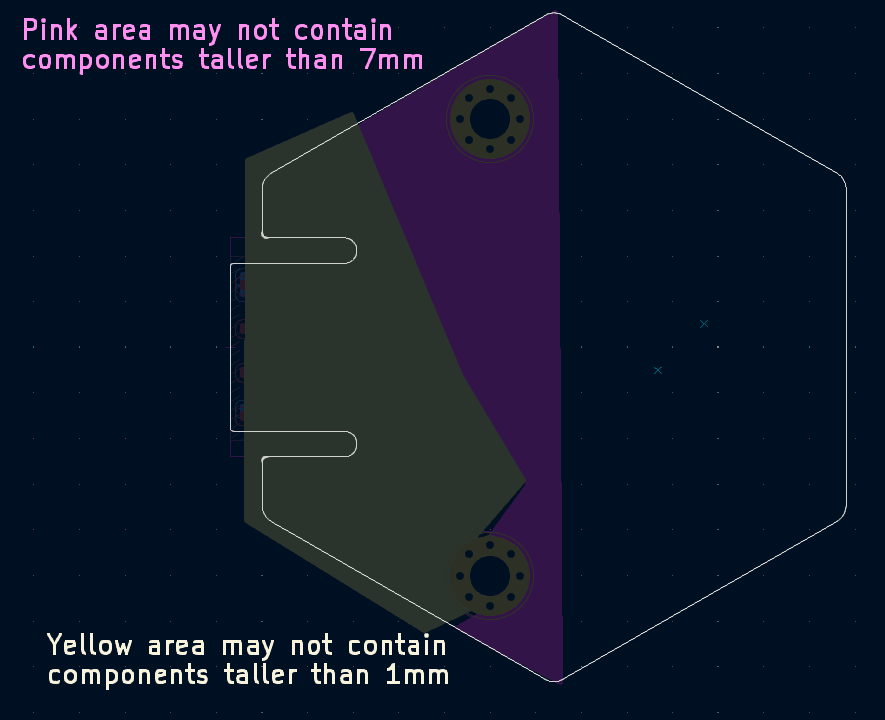 Pink area may not contain
components taller than 7mm
Yellow area may not contain
components taller than 1mm